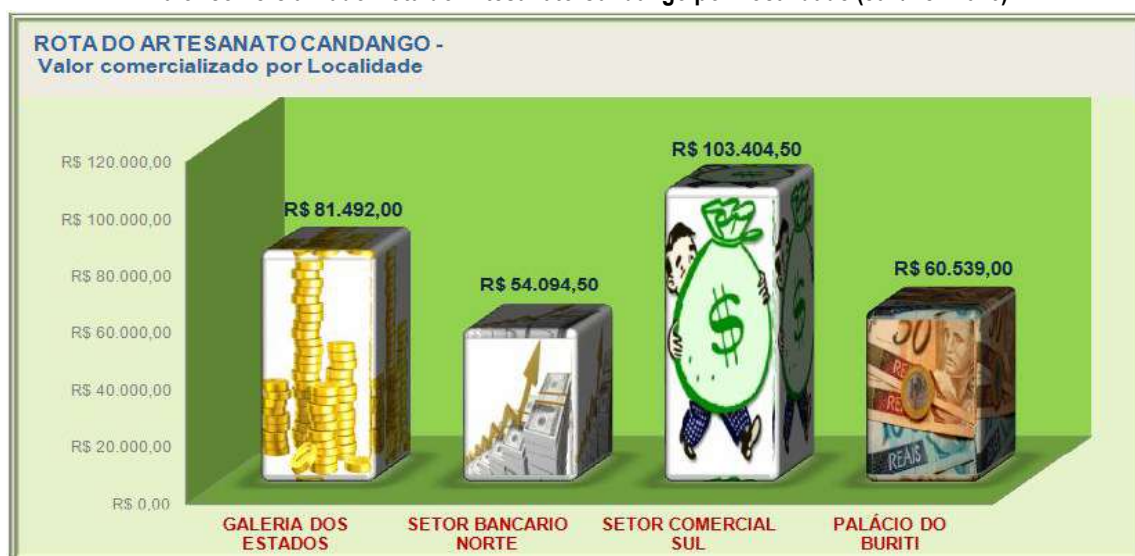 ROTA DO ARTESANATO CANDANGO -
Valor comercializado por Localidade
R$ 120.000,00
R$ 100.000,00
R$ 80.000,00
R$ 60.000,00
R$ 40.000,00
R$ 20.000,00
R$ 0,00
R$ 81.492,00
R$ 54.094,50
R$ 103.404,50
R$ 60.539,00
$
50
REAIS
GALERIA DOS
ESTADOS
SETOR BANCARIO
NORTE
SETOR COMERCIAL
SUL
PALÁCIO DO
BURITI